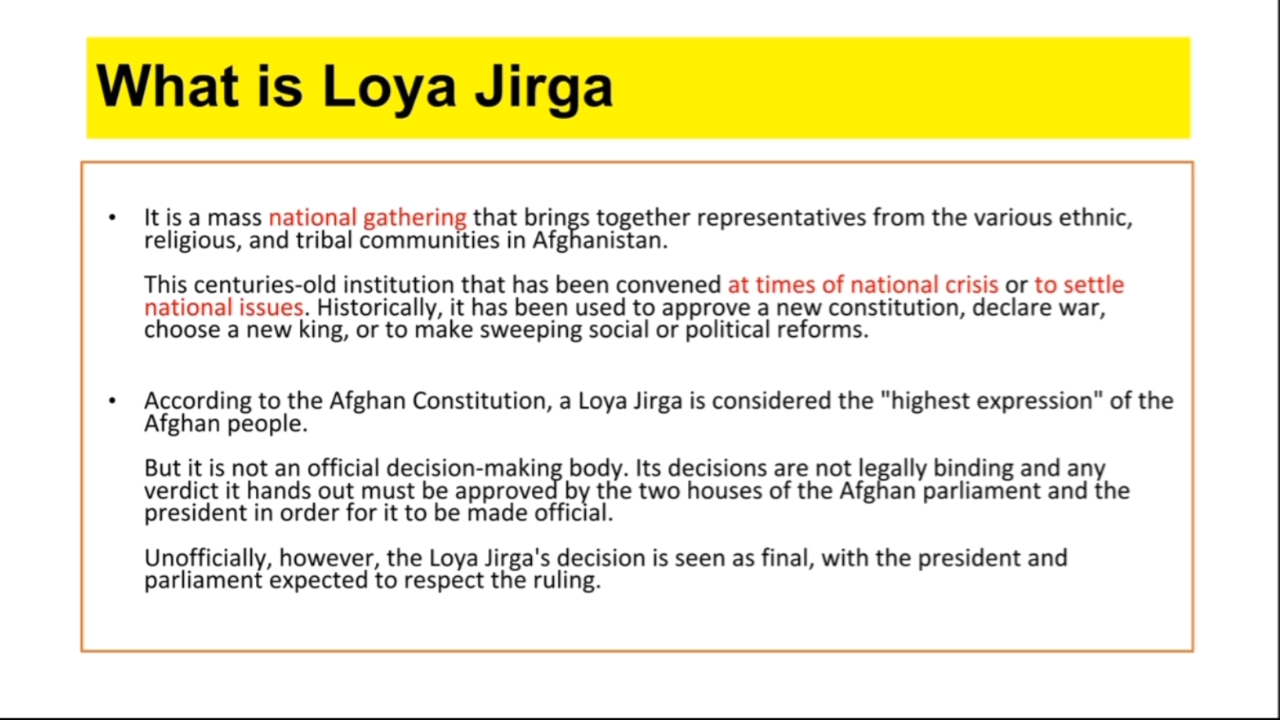 What is Loya Jirga
• It is a mass national gathering that brings together representatives from the various ethnic,
religious, and tribal communities in Afghanistan.
This centuries-old institution that has been convened at times of national crisis or to settle
national issues. Historically, it has been used to approve a new constitution, declare war,
choose a new king, or to make sweeping social or political reforms.
• According to the Afghan Constitution, a Loya Jirga is considered the "highest expression" of the
Afghan people.
But it is not an official decision-making body. Its decisions are not legally binding and any
verdict it hands out must be approved by the two houses of the Afghan parliament and the
president in order for it to be made official.
Unofficially, however, the Loya Jirga's decision is seen as final, with the president and
parliament expected to respect the ruling.